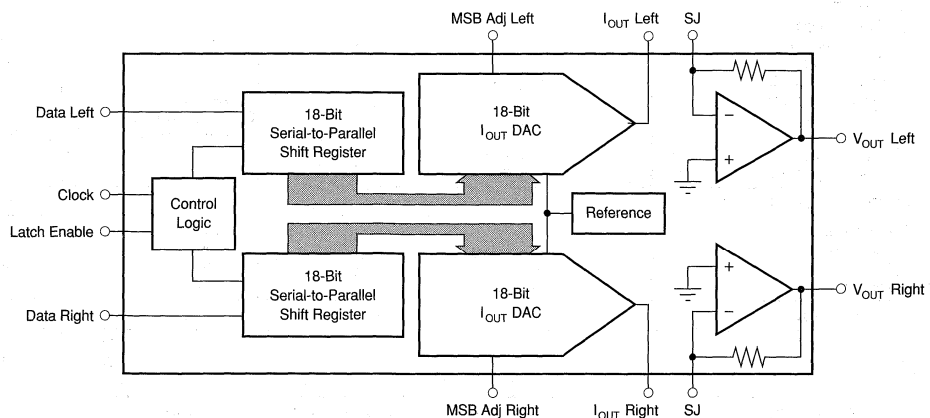 MSB Adj Left
I_OUT Left
SJ
Data Left
18-Bit
Serial-to-Parallel
Shift Register
18-Bit
I_OUT DAC
−
+
V_OUT Left
Clock
Latch Enable
Control
Logic
Reference
Data Right
18-Bit
Serial-to-Parallel
Shift Register
18-Bit
I_OUT DAC
+
−
V_OUT Right
MSB Adj Right
I_OUT Right
SJ